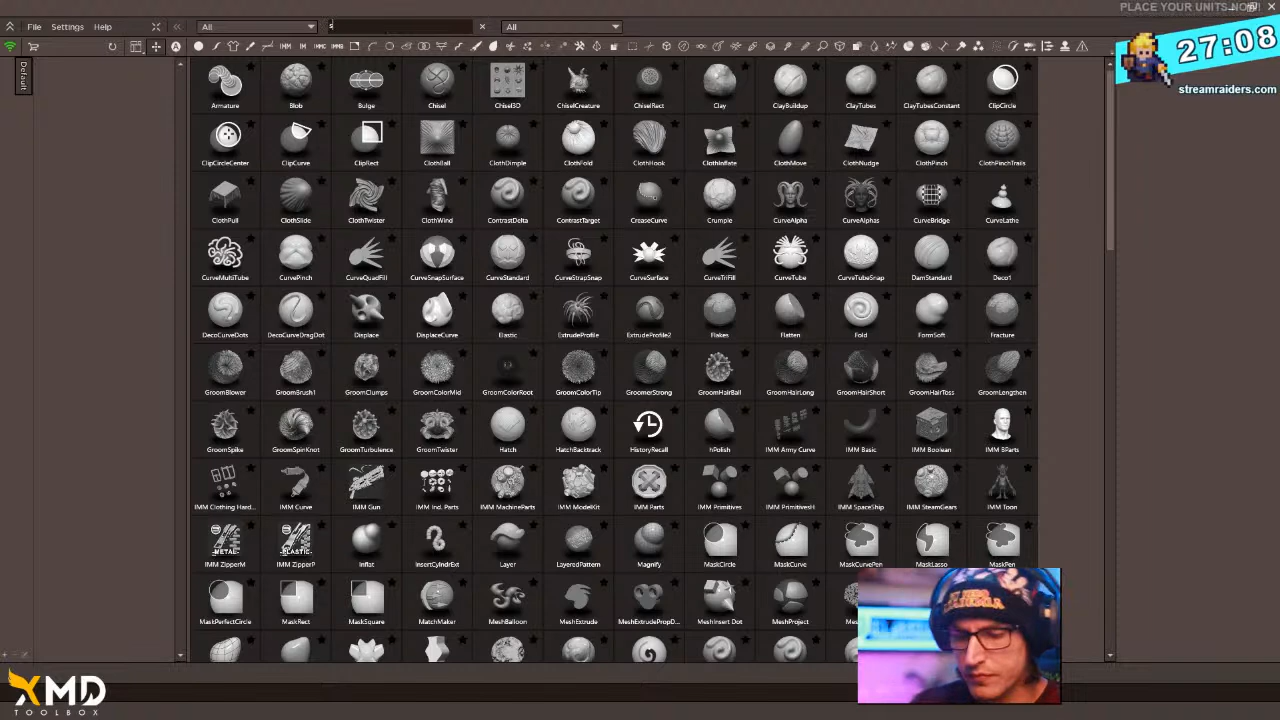 PLACE YOUR UNITS NOW!
File Settings Help All s All
27:08
streamraiders.com
Default
Armature Blob Bulge Chisel Chisel3D ChiselCreature ChiselRect Clay ClayBuildup ClayTubes ClayTubesConstant ClipCircle
ClipCircleCenter ClipCurve ClipRect ClothBall ClothDimple ClothFold ClothHook ClothInflate ClothMove ClothNudge ClothPinch ClothPinchTrails
ClothPull ClothSlide ClothTwister ClothWind ContrastDelta ContrastTarget CreaseCurve Crumple CurveAlpha CurveAlphas CurveBridge CurveLathe
CurveMultiTube CurvePinch CurveQuadFill CurveSnapSurface CurveStandard CurveStrapSnap CurveSurface CurveTriFill CurveTube CurveTubeSnap DamStandard Deco1
DecoCurveDots DecoCurveDragDot Displace DisplaceCurve Elastic ExtrudeProfile ExtrudeProfile2 Flakes Flatten Fold FormSoft Fracture
GroomBlower GroomBrush1 GroomClumps GroomColorMid GroomColorRoot GroomColorTip GroomerStrong GroomHairBall GroomHairLong GroomHairShort GroomHairToss GroomLengthen
GroomSpike GroomSpinKnot GroomTurbulence GroomTwister Hatch HatchBacktrack HistoryRecall hPolish IMM Army Curve IMM Basic IMM Boolean IMM BParts
IMM Clothing Hard... IMM Curve IMM Gun IMM Ind. Parts IMM MachineParts IMM ModelKit IMM Parts IMM Primitives IMM PrimitivesH IMM SpaceShip IMM SteamGears IMM Toon
METAL PLASTIC
IMM ZipperM IMM ZipperP Inflat InsertCylndrExt Layer LayeredPattern Magnify MaskCircle MaskCurve MaskCurvePen MaskLasso MaskPen
MaskPerfectCircle MaskRect MaskSquare MatchMaker MeshBalloon MeshExtrude MeshExtrudePropD... MeshInsert Dot MeshProject
XMD
TOOLBOX